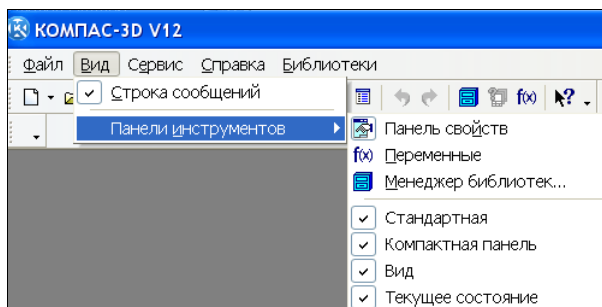 КОМПАС-3D V12
Файл Вид Сервис Справка Библиотеки
Строка сообщений
Панели инструментов
Панель свойств
f(x) Переменные
Менеджер библиотек...
Стандартная
Компактная панель
Вид
Текущее состояние